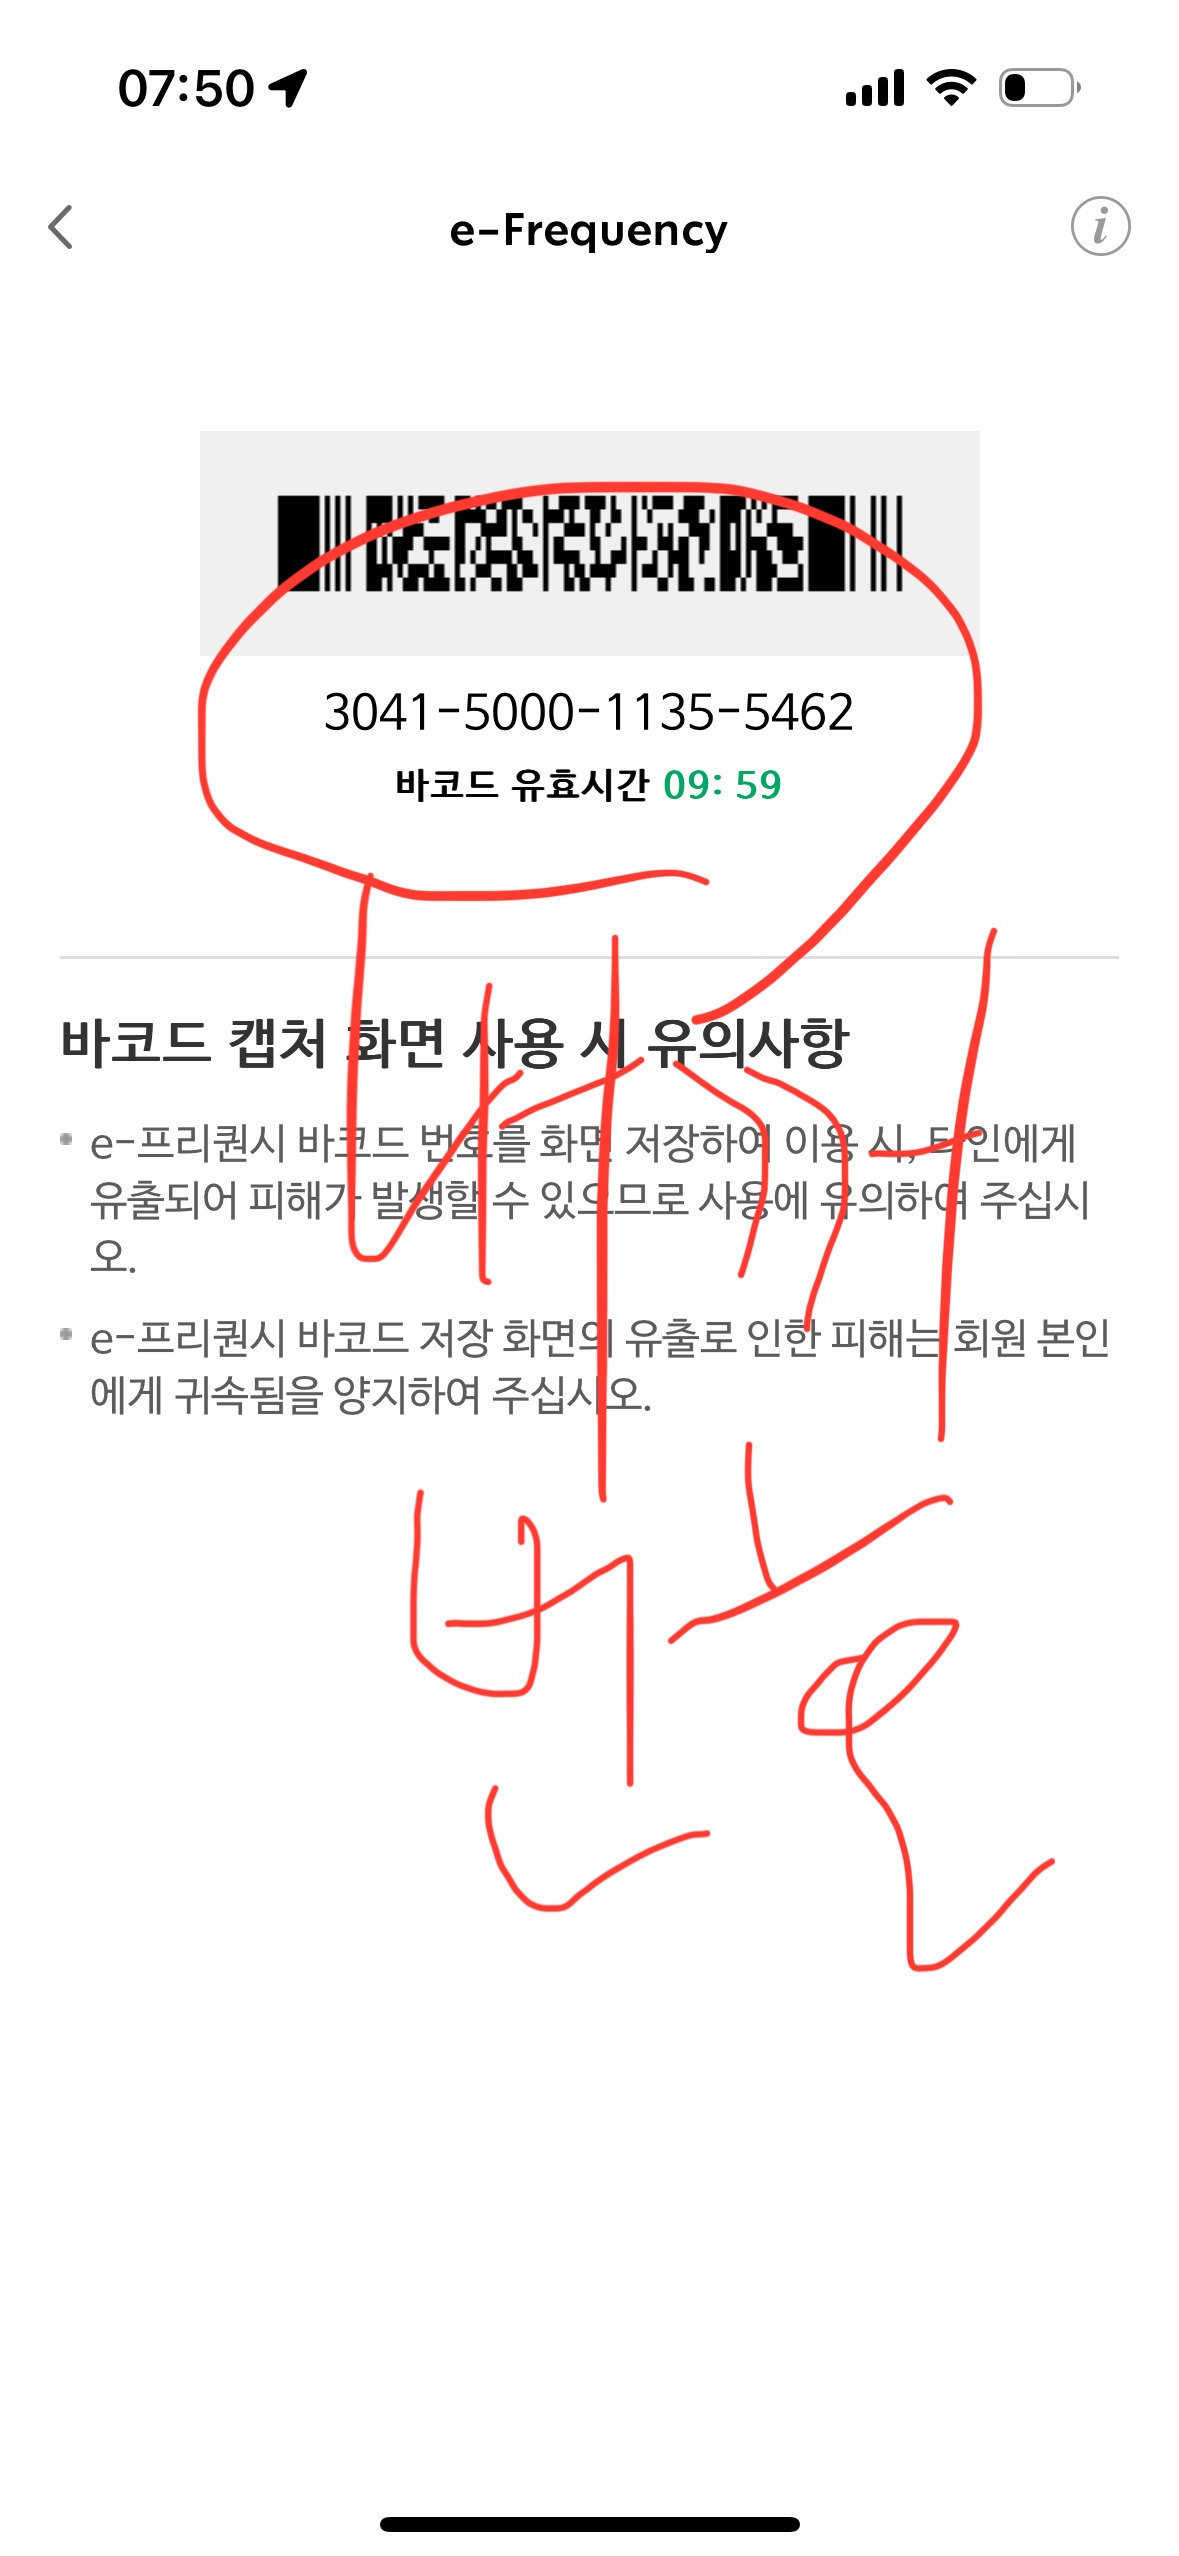 07:50
e-Frequency
3041-5000-1135-5462
바코드 유효시간 09: 59
바코드 캡처 화면 사용 시 유의사항
e-프리퀀시 바코드 번호를 화면 저장하여 이용 시, 타인에게
유출되어 피해가 발생할 수 있으므로 사용에 유의하여 주십시
오.
e-프리퀀시 바코드 저장 화면의 유출로 인한 피해는 회원 본인
에게 귀속됨을 양지하여 주십시오.
내꺼
번호